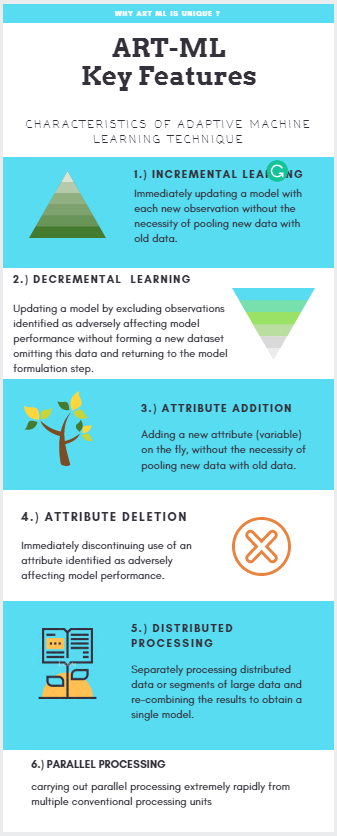 WHY ART ML IS UNIQUE ?
ART-ML
Key Features
CHARACTERISTICS OF ADAPTIVE MACHINE
LEARNING TECHNIQUE
1.) INCREMENTAL
Immediately updating a model with
each new observation without the
necessity of pooling new data with
old data.
2.) DECREMENTAL LEARNING
Updating a model by excluding observations
identified as adversely affecting model
performance without forming a new dataset
omitting this data and returning to the model
formulation step.
3.) ATTRIBUTE ADDITION
Adding a new attribute (variable)
on the fly, without the necessity of
pooling new data with old data.
4.) ATTRIBUTE DELETION
Immediately discontinuing use of an
attribute identified as adversely
affecting model performance.
5.) DISTRIBUTED
PROCESSING
Separately processing distributed
data or segments of large data and
re-combining the results to obtain a
single model.
6.) PARALLEL PROCESSING
carrying out parallel processing extremely rapidly from
multiple conventional processing units